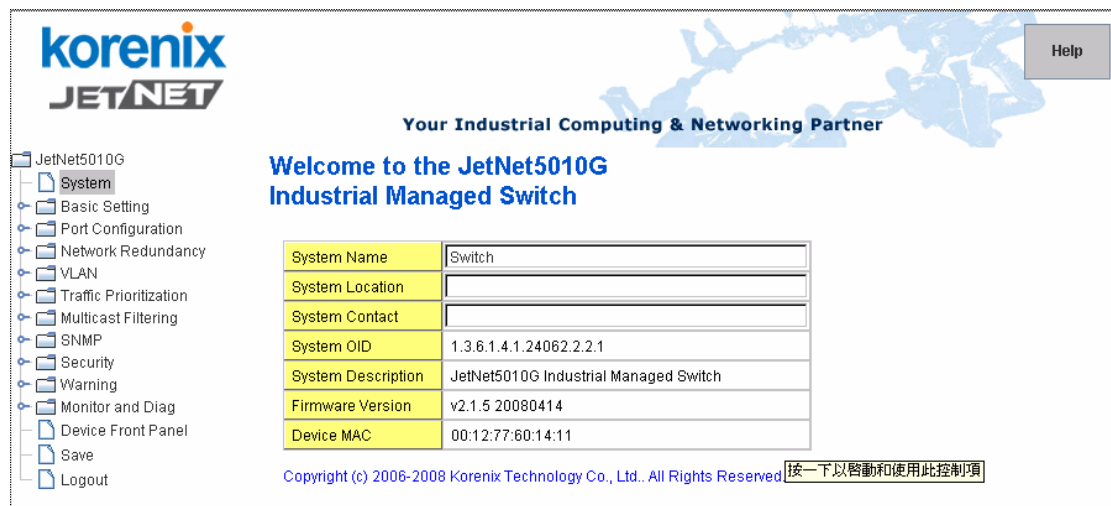 korenix
JET/NET
Help
Your Industrial Computing & Networking Partner
JetNet5010G
System
Basic Setting
Port Configuration
Network Redundancy
VLAN
Traffic Prioritization
Multicast Filtering
SNMP
Security
Warning
Monitor and Diag
Device Front Panel
Save
Logout
Welcome to the JetNet5010G
Industrial Managed Switch
System Name Switch
System Location
System Contact
System OID 1.3.6.1.4.1.24062.2.2.1
System Description JetNet5010G Industrial Managed Switch
Firmware Version v2.1.5 20080414
Device MAC 00:12:77:60:14:11
Copyright (c) 2006-2008 Korenix Technology Co., Ltd.. All Rights Reserved.
按一下以啓動和使用此控制項